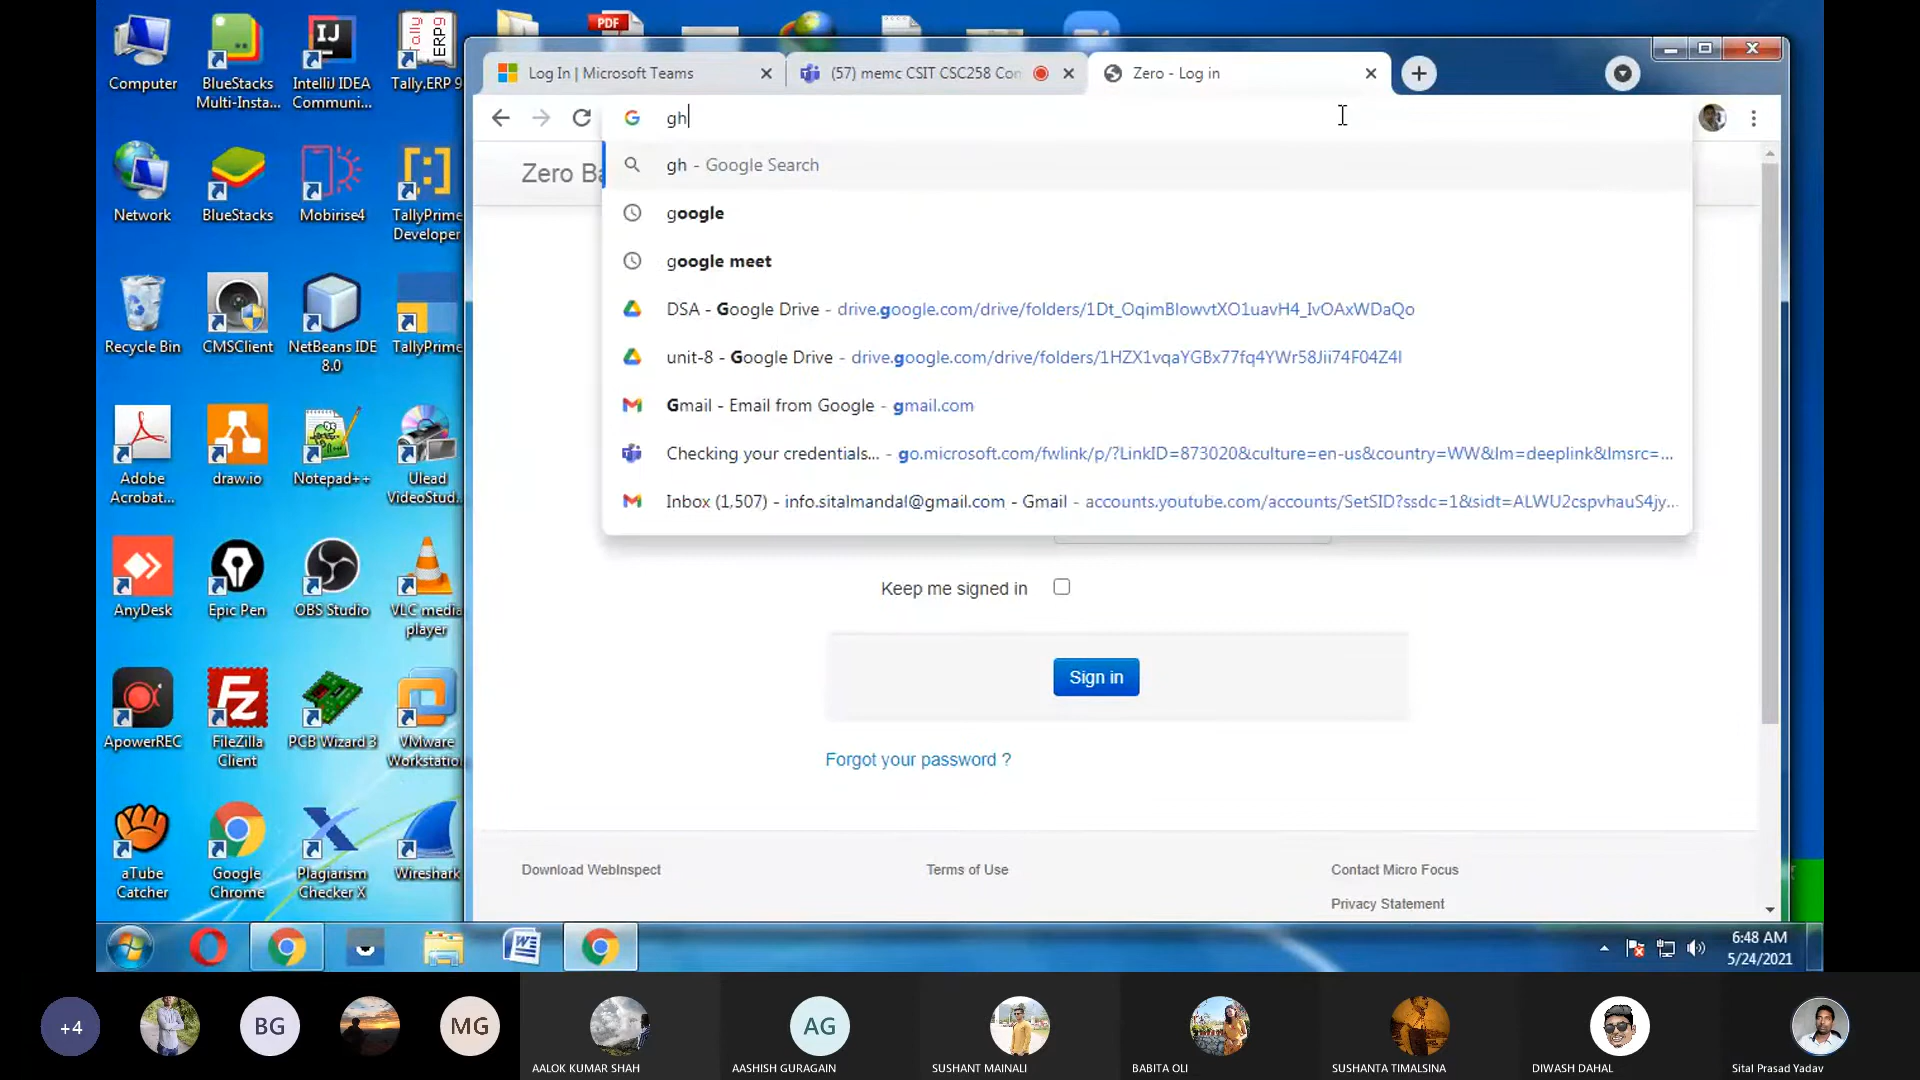 Computer
BlueStacks
Multi-Insta...
IntelliJ IDEA
Communi...
Tally.ERP 9
Network
BlueStacks
Mobirise4
TallyPrime
Developer
Recycle Bin
CMSClient
NetBeans IDE
8.0
TallyPrime
Adobe
Acrobat...
draw.io
Notepad++
Ulead
VideoStud...
AnyDesk
Epic Pen
OBS Studio
VLC media
player
ApowerREC
FileZilla
Client
PCB Wizard 3
VMware
Workstation
aTube
Catcher
Google
Chrome
Plagiarism
Checker X
Wireshark
PDF
Log In | Microsoft Teams
(57) memc CSIT CSC258 Con
Zero - Log in
gh
gh - Google Search
google
google meet
DSA - Google Drive - drive.google.com/drive/folders/1Dt_OqimBIowvtXO1uavH4_IvOAxWDaQo
unit-8 - Google Drive - drive.google.com/drive/folders/1HZX1vqaYGBx77fq4YWr58Jii74F04Z4I
Gmail - Email from Google - gmail.com
Checking your credentials... - go.microsoft.com/fwlink/p/?LinkID=873020&culture=en-us&country=WW&lm=deeplink&lmsrc=...
Inbox (1,507) - info.sitalmandal@gmail.com - Gmail - accounts.youtube.com/accounts/SetSID?ssdc=1&sidt=ALWU2cspvhauS4jy...
Zero Ba
Keep me signed in
Sign in
Forgot your password ?
Download WebInspect
Terms of Use
Contact Micro Focus
Privacy Statement
6:48 AM
5/24/2021
+4
BG
MG
AG
AALOK KUMAR SHAH
AASHISH GURAGAIN
SUSHANT MAINALI
BABITA OLI
SUSHANTA TIMALSINA
DIWASH DAHAL
Sital Prasad Yadav